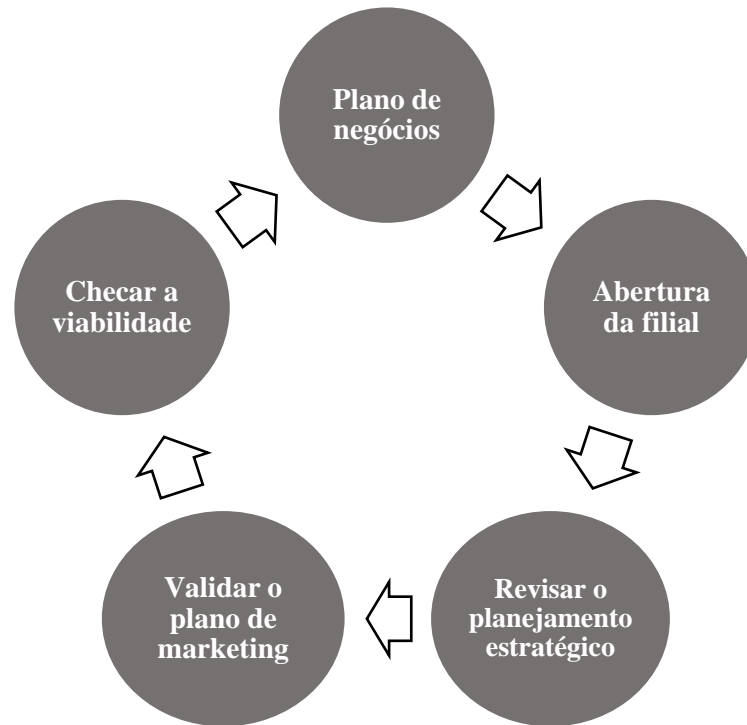 Plano de
negócios
Abertura
da filial
Revisar o
planejamento
estratégico
Validar o
plano de
marketing
Checar a
viabilidade